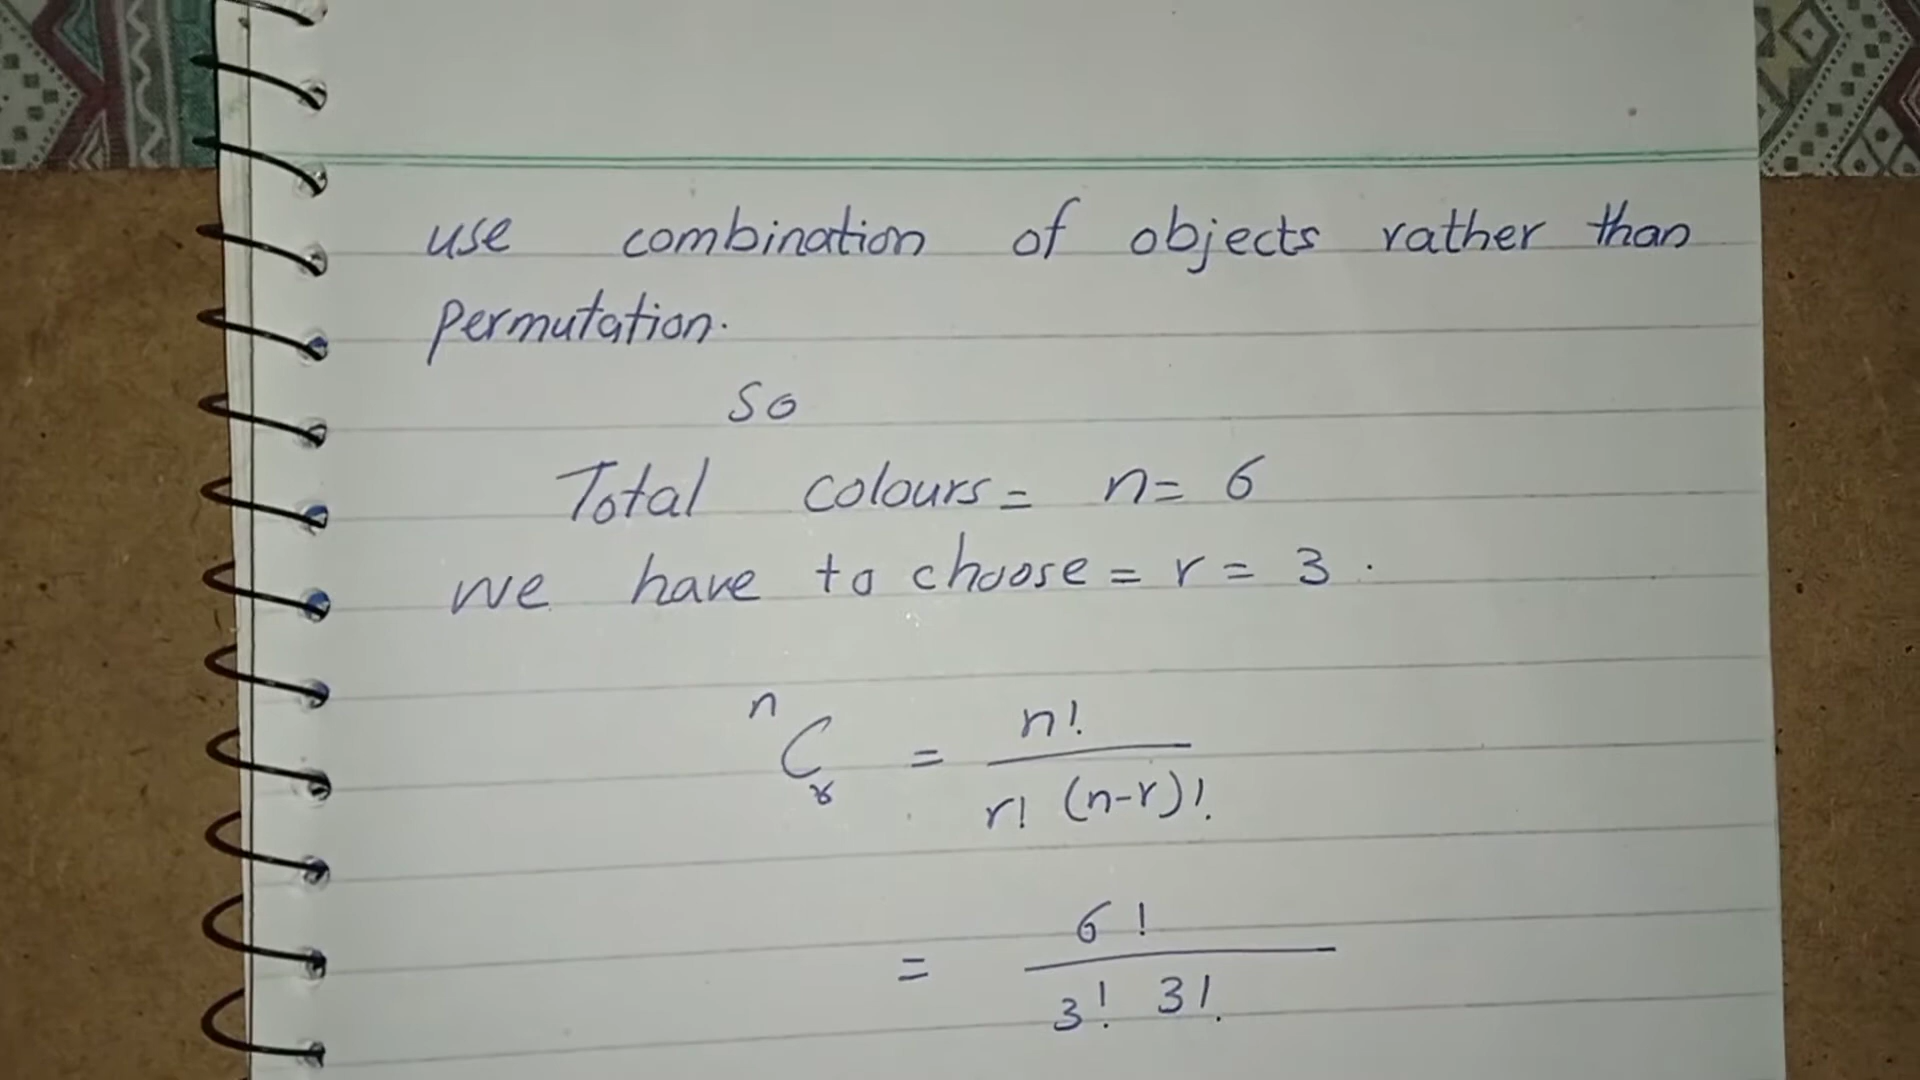 use combination of objects rather than
permutation.
so
Total colours = n = 6
we have to choose = r = 3 .
ⁿCᵣ = n! / r! (n-r)!
= 6! / 3! 3!